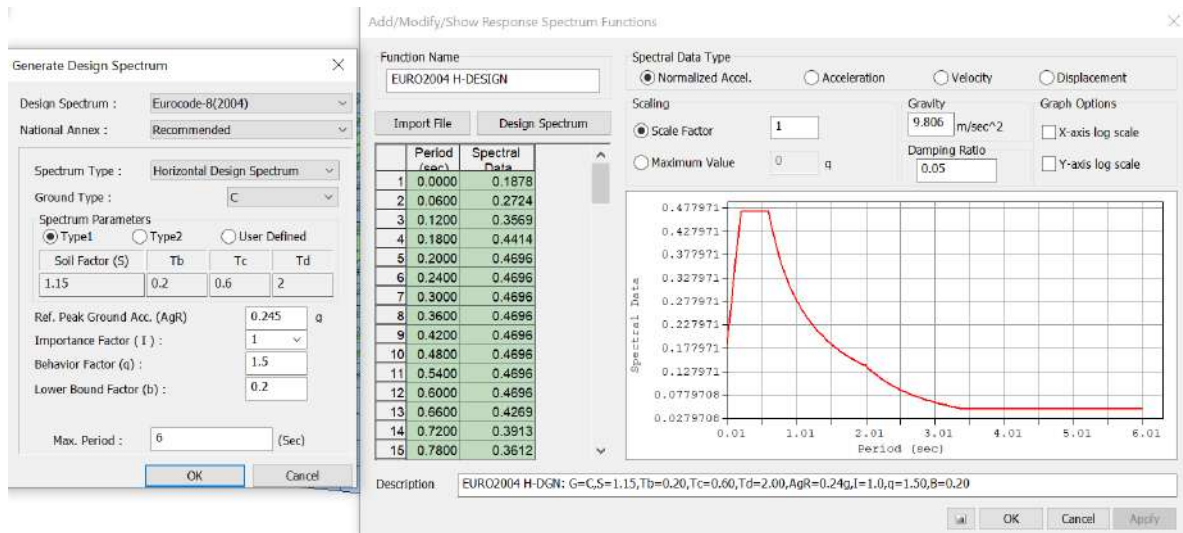 Generate Design Spectrum
Design Spectrum : Eurocode-8(2004)
National Annex : Recommended
Spectrum Type : Horizontal Design Spectrum
Ground Type : C
Spectrum Parameters
Type1 Type2 User Defined
Soil Factor (S) Tb Tc Td
1.15 0.2 0.6 2
Ref. Peak Ground Acc. (AgR) 0.245 g
Importance Factor ( I ) : 1
Behavior Factor (q) : 1.5
Lower Bound Factor (b) : 0.2
Max. Period : 6 (Sec)
OK Cancel
Add/Modify/Show Response Spectrum Functions
Function Name
EURO2004 H-DESIGN
Import File Design Spectrum
Period (sec) Spectral Data
1 0.0000 0.1878
2 0.0600 0.2724
3 0.1200 0.3569
4 0.1800 0.4414
5 0.2000 0.4696
6 0.2400 0.4696
7 0.3000 0.4696
8 0.3600 0.4696
9 0.4200 0.4696
10 0.4800 0.4696
11 0.5400 0.4696
12 0.6000 0.4696
13 0.6600 0.4269
14 0.7200 0.3913
15 0.7800 0.3612
Spectral Data Type
Normalized Accel. Acceleration Velocity Displacement
Scaling
Scale Factor 1
Maximum Value 0 g
Gravity
9.806 m/sec^2
Damping Ratio
0.05
Graph Options
X-axis log scale
Y-axis log scale
0.477971
0.427971
0.377971
0.327971
0.277971
0.227971
0.177971
0.127971
0.0779708
0.0279708
Spectral Data
0.01 1.01 2.01 3.01 4.01 5.01 6.01
Period (sec)
Description EURO2004 H-DGN: G=C,S=1.15,Tb=0.20,Tc=0.60,Td=2.00,AgR=0.24g,I=1.0,q=1.50,B=0.20
OK Cancel Apply